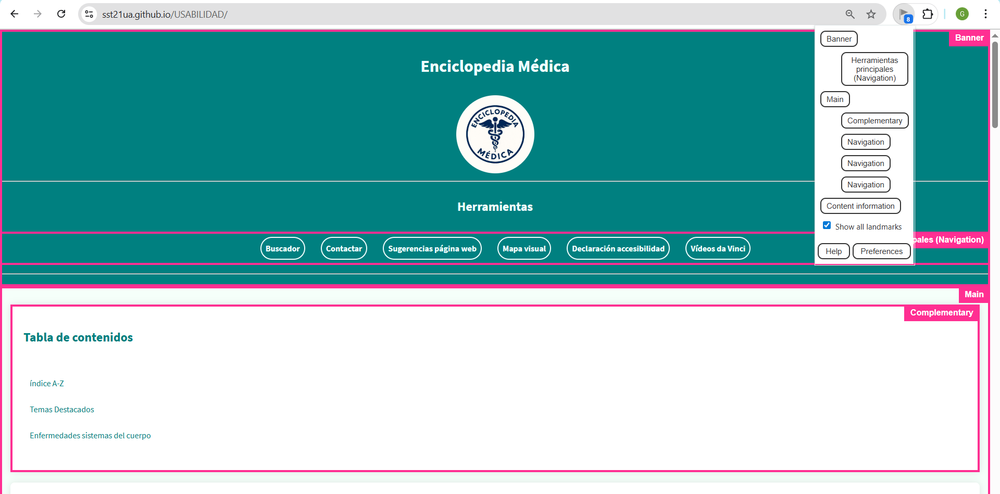 sst21ua.github.io/USABILIDAD/
8
G
Banner
Banner
Herramientas
principales
(Navigation)
Main
Complementary
Navigation
Navigation
Navigation
Content information
Show all landmarks
Help
Preferences
Enciclopedia Médica
ENCICLOPEDIA
MÉDICA
Herramientas
pales (Navigation)
Buscador
Contactar
Sugerencias página web
Mapa visual
Declaración accesibilidad
Vídeos da Vinci
Main
Complementary
Tabla de contenidos
índice A-Z
Temas Destacados
Enfermedades sistemas del cuerpo